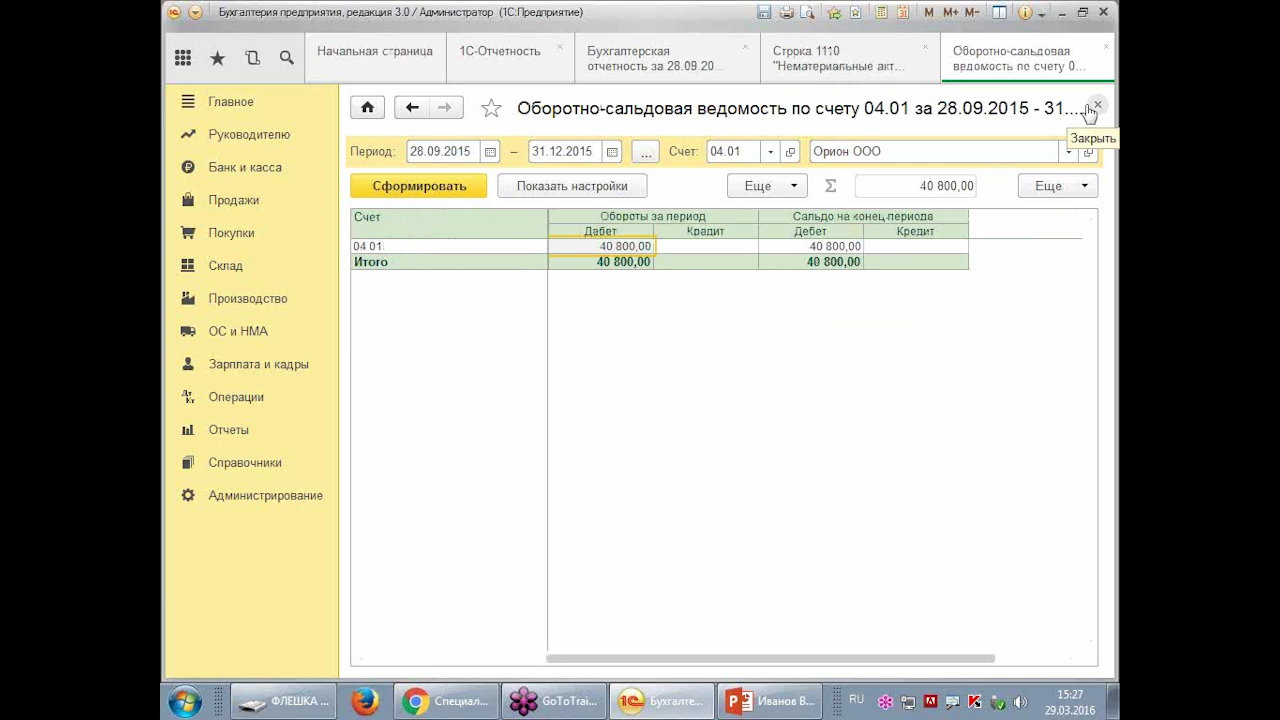 Бухгалтерия предприятия, редакция 3.0 / Администратор (1С:Предприятие)
M M+ M-
Начальная страница
1С-Отчетность
Бухгалтерская отчетность за 28.09.20...
Строка 1110 "Нематериальные акт...
Оборотно-сальдовая ведомость по счету 0...
Главное
Руководителю
Банк и касса
Продажи
Покупки
Склад
Производство
ОС и НМА
Зарплата и кадры
Операции
Отчеты
Справочники
Администрирование
Оборотно-сальдовая ведомость по счету 04.01 за 28.09.2015 - 31....
Закрыть
Период: 28.09.2015 – 31.12.2015 ... Счет: 04.01 Орион ООО
Сформировать Показать настройки Еще Σ 40 800,00 Еще
Счет Обороты за период Сальдо на конец периода
Дебет Кредит Дебет Кредит
04.01 40 800,00 40 800,00
Итого 40 800,00 40 800,00
ФЛЕШКА ... Специал... GoToTrai... Бухгалте... Иванов В... RU 15:27
29.03.2016